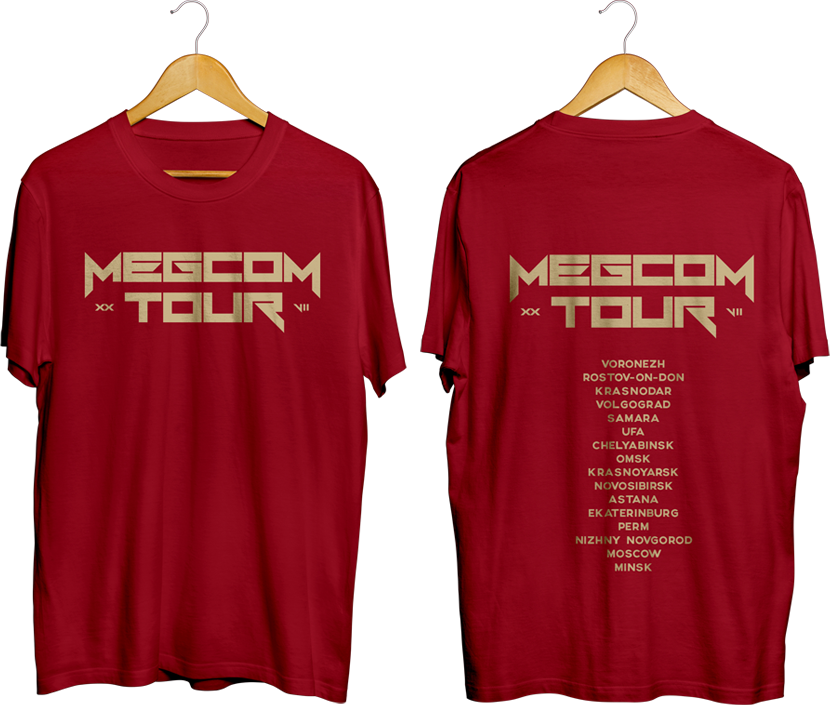 MEGCOM
XX TOUR VII
MEGCOM
XX TOUR VII
VORONEZH
ROSTOV-ON-DON
KRASNODAR
VOLGOGRAD
SAMARA
UFA
CHELYABINSK
OMSK
KRASNOYARSK
NOVOSIBIRSK
ASTANA
EKATERINBURG
PERM
NIZHNY NOVGOROD
MOSCOW
MINSK